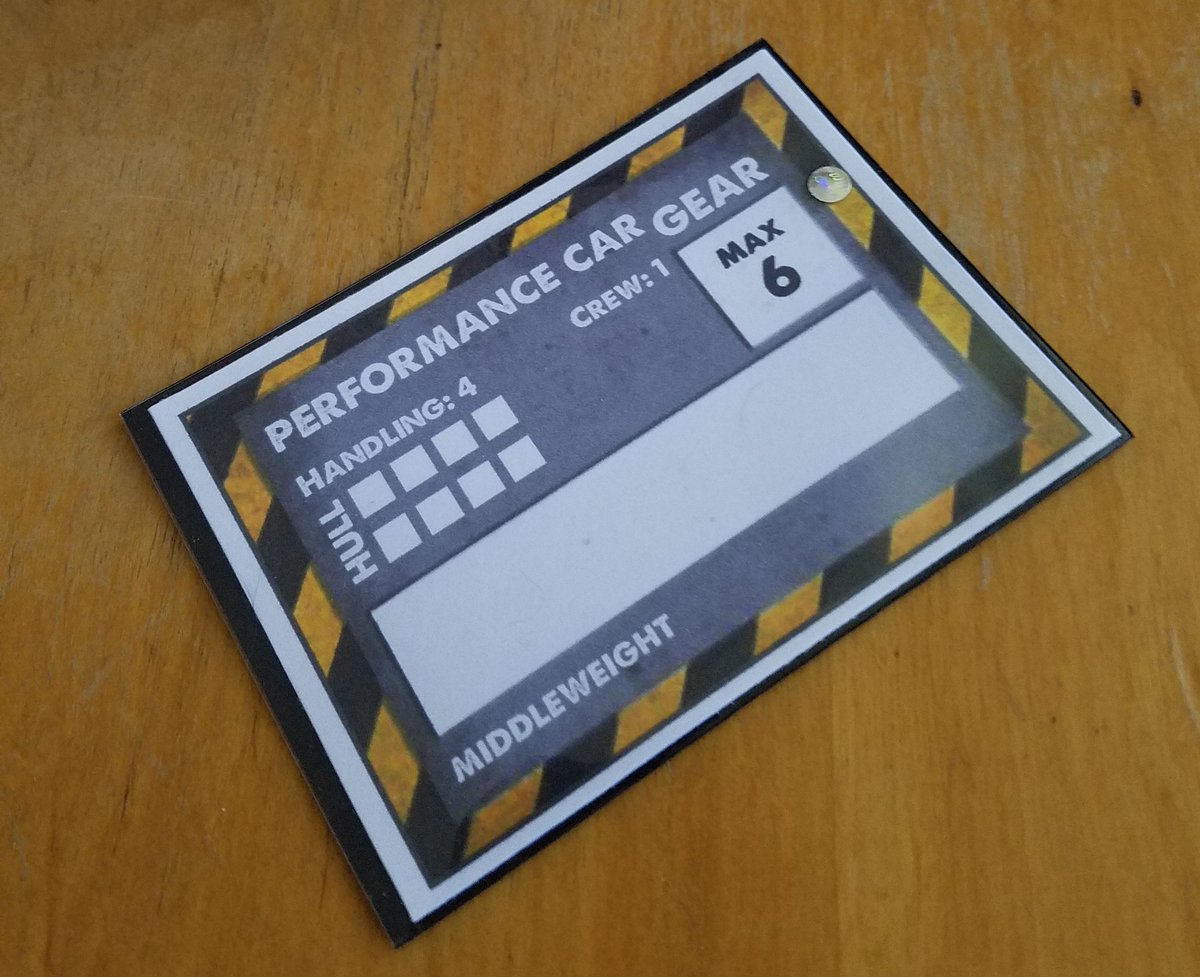 PERFORMANCE CAR
GEAR
HANDLING: 4
CREW: 1
MAX
6
HULL
MIDDLEWEIGHT